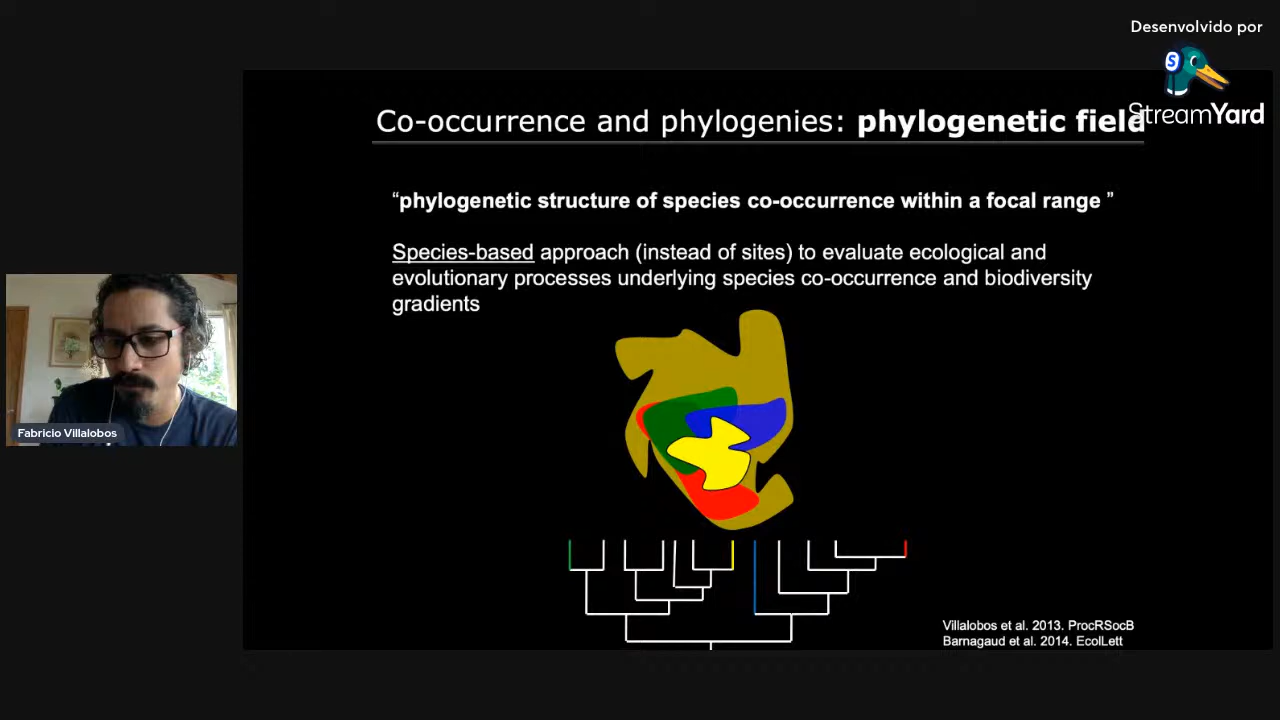 Desenvolvido por
StreamYard
Co-occurrence and phylogenies: phylogenetic field
“phylogenetic structure of species co-occurrence within a focal range ”
Species-based approach (instead of sites) to evaluate ecological and
evolutionary processes underlying species co-occurrence and biodiversity
gradients
Fabricio Villalobos
Villalobos et al. 2013. ProcRSocB
Barnagaud et al. 2014. EcolLett